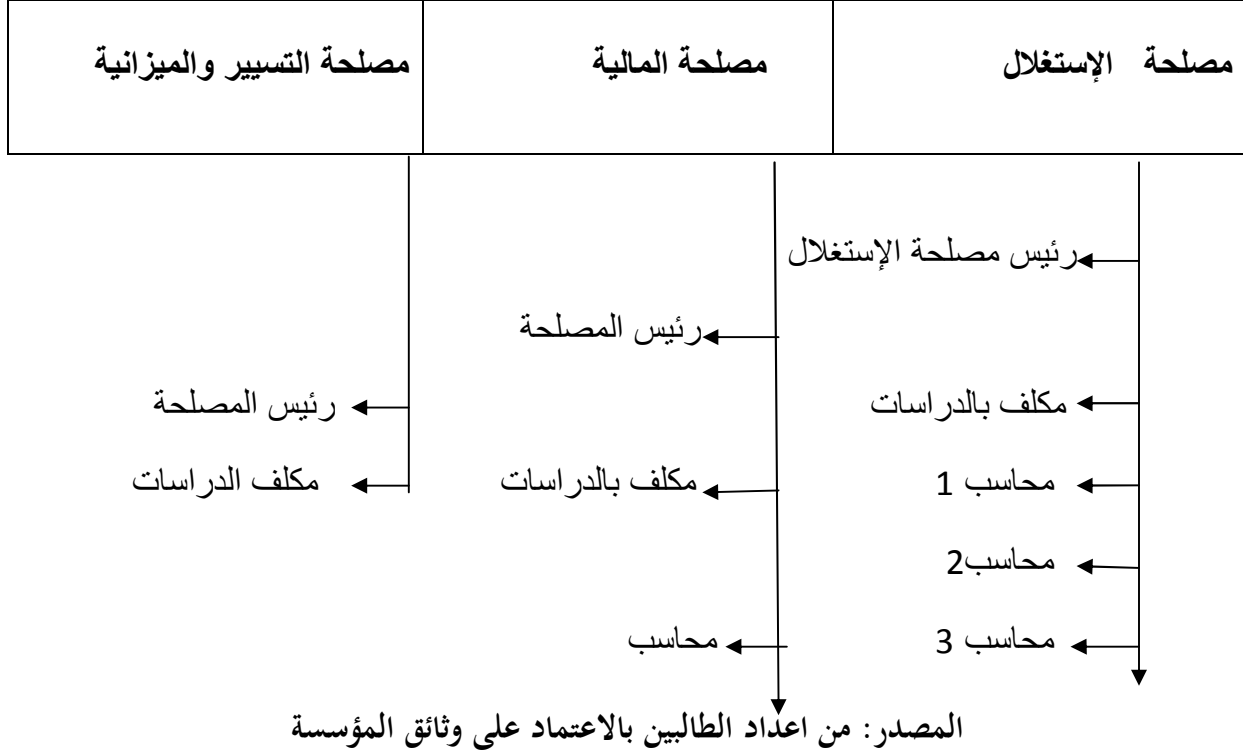 مصلحة الإستغلال
مصلحة المالية
مصلحة التسيير والميزانية
رئيس مصلحة الإستغلال
رئيس المصلحة
مكلف بالدراسات
رئيس المصلحة
محاسب 1
مكلف بالدراسات
مكلف الدراسات
محاسب2
محاسب 3
محاسب
المصدر: من اعداد الطالبين بالاعتماد على وثائق المؤسسة